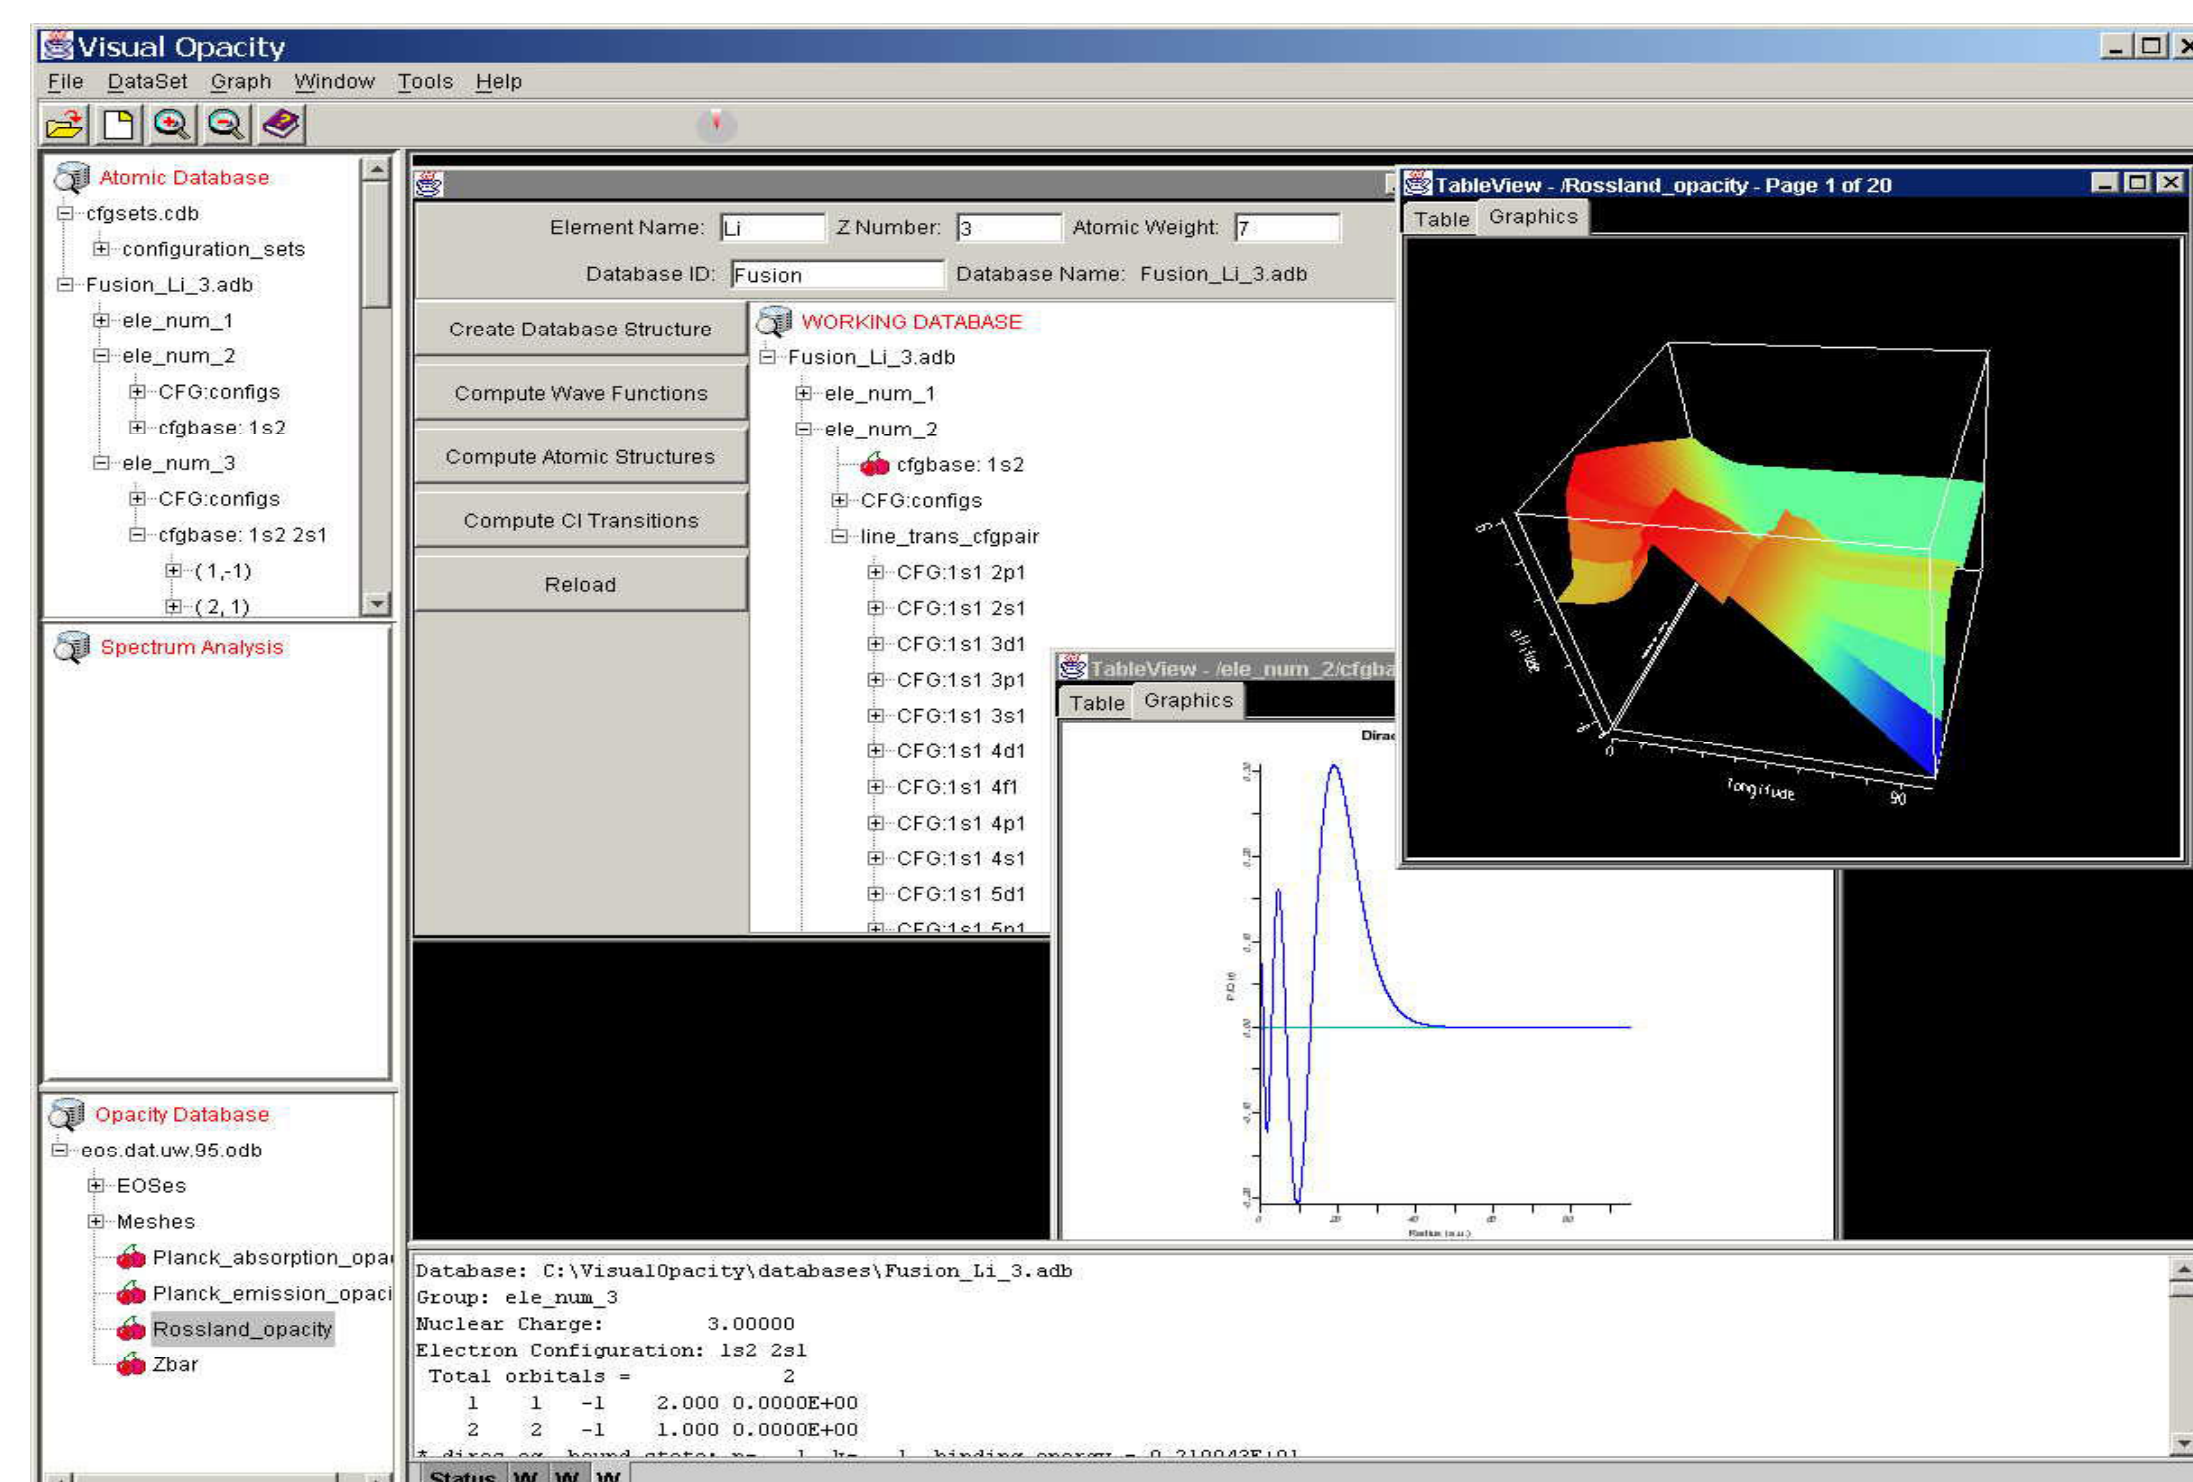 Visual Opacity
File DataSet Graph Window Tools Help
Atomic Database
cfgsets.cdb
configuration_sets
Fusion_Li_3.adb
ele_num_1
ele_num_2
CFG:configs
cfgbase: 1s2
ele_num_3
CFG:configs
cfgbase: 1s2 2s1
(1,-1)
(2, 1)
Spectrum Analysis
Opacity Database
eos.dat.uw.95.odb
EOSes
Meshes
Planck_absorption_opa
Planck_emission_opaci
Rossland_opacity
Zbar
Element Name: Li Z Number: 3 Atomic Weight: 7
Database ID: Fusion Database Name: Fusion_Li_3.adb
Create Database Structure
Compute Wave Functions
Compute Atomic Structures
Compute CI Transitions
Reload
WORKING DATABASE
Fusion_Li_3.adb
ele_num_1
ele_num_2
cfgbase: 1s2
CFG:configs
line_trans_cfgpair
CFG:1s1 2p1
CFG:1s1 2s1
CFG:1s1 3d1
CFG:1s1 3p1
CFG:1s1 3s1
CFG:1s1 4d1
CFG:1s1 4f1
CFG:1s1 4p1
CFG:1s1 4s1
CFG:1s1 5d1
CFG:1s1 5p1
TableView - /Rossland_opacity - Page 1 of 20
Table Graphics
longitude
0
90
TableView - /ele_num_2/cfgba
Table Graphics
Dirac
Radius (a.u.)
Database: C:\VisualOpacity\databases\Fusion_Li_3.adb
Group: ele_num_3
Nuclear Charge: 3.00000
Electron Configuration: 1s2 2s1
Total orbitals = 2
1 1 -1 2.000 0.0000E+00
2 2 -1 1.000 0.0000E+00
Status W W W